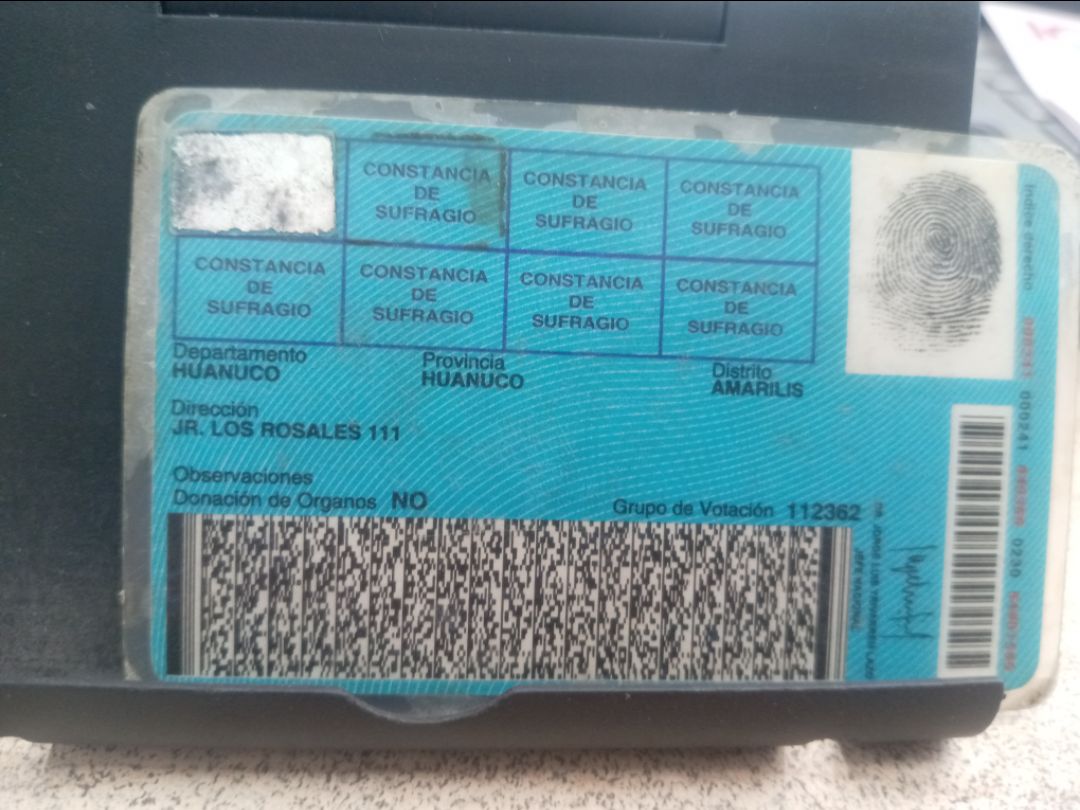 CONSTANCIA
DE
SUFRAGIO
CONSTANCIA
DE
SUFRAGIO
CONSTANCIA
DE
SUFRAGIO
CONSTANCIA
DE
SUFRAGIO
CONSTANCIA
DE
SUFRAGIO
CONSTANCIA
DE
SUFRAGIO
CONSTANCIA
DE
SUFRAGIO
Departamento Provincia Distrito
HUANUCO HUANUCO AMARILIS
Dirección
JR. LOS ROSALES 111
Observaciones
Donación de Organos NO Grupo de Votación 112362
Indice derecho
JEFE NACIONAL